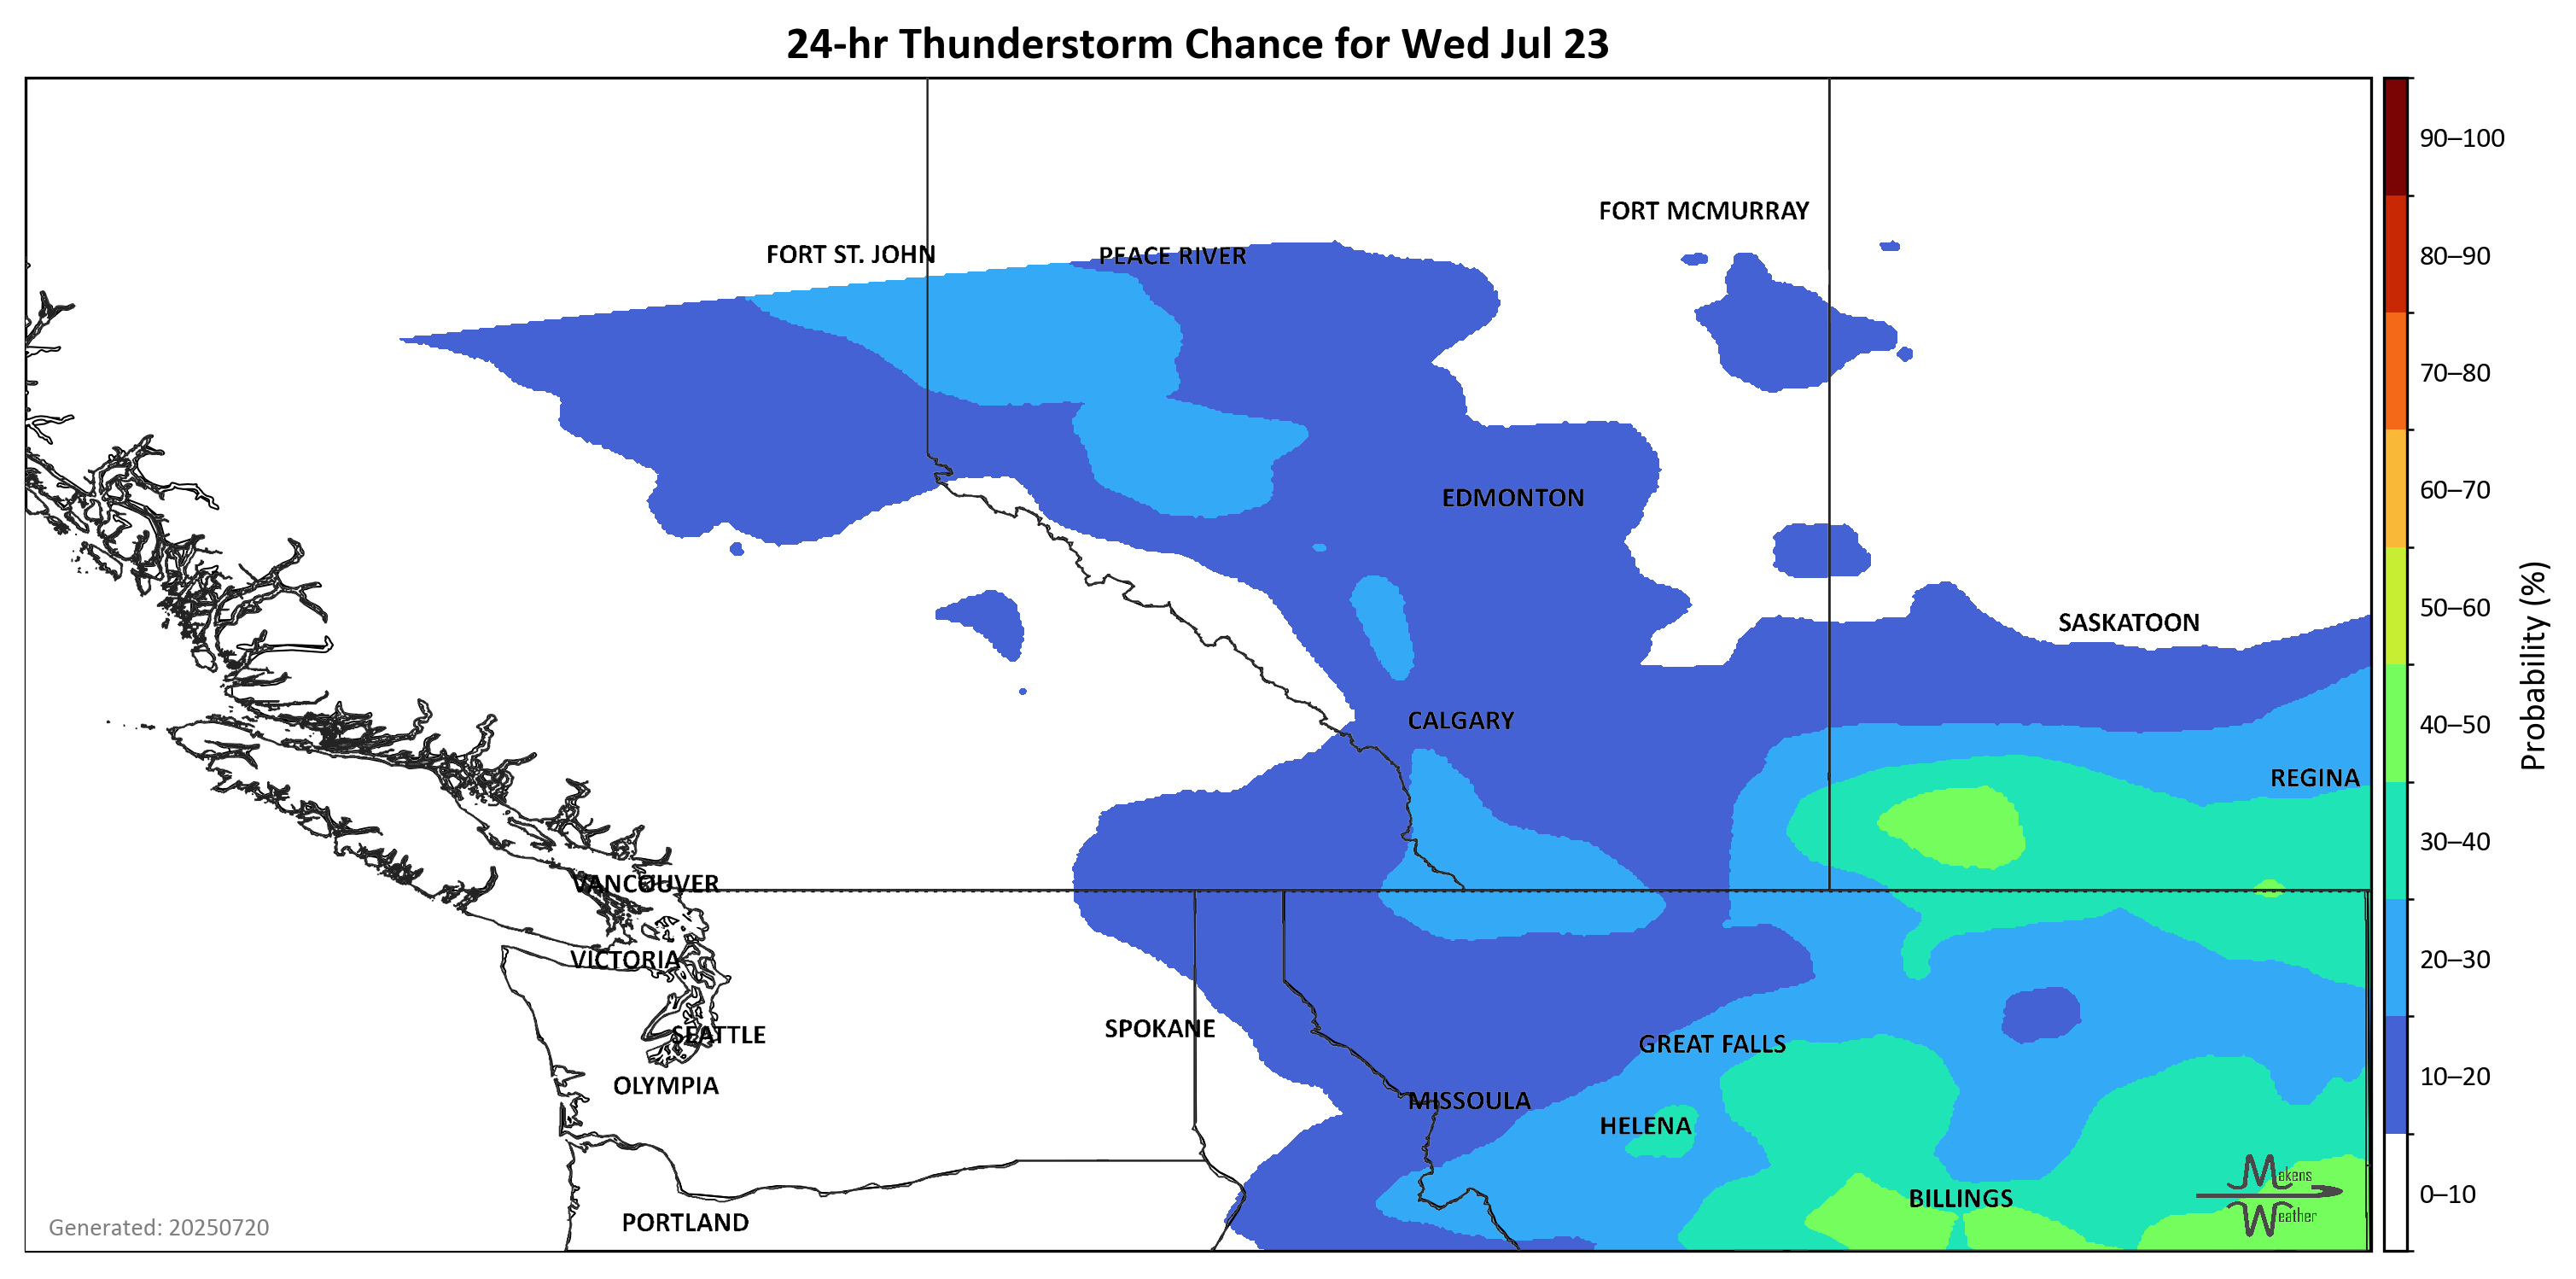 24-hr Thunderstorm Chance for Wed Jul 23
90–100
FORT MCMURRAY
FORT ST. JOHN
PEACE RIVER
80–90
70–80
EDMONTON
60–70
SASKATOON
50–60
Probability (%)
CALGARY
40–50
REGINA
30–40
VANCOUVER
VICTORIA
20–30
SPOKANE
SEATTLE
GREAT FALLS
OLYMPIA
10–20
MISSOULA
HELENA
Makens
Weather
BILLINGS
0–10
PORTLAND
Generated: 20250720